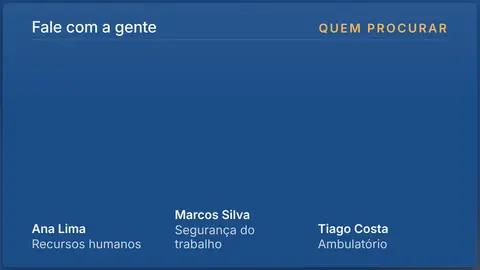 Fale com a gente
QUEM PROCURAR
Ana Lima
Recursos humanos
Marcos Silva
Segurança do
trabalho
Tiago Costa
Ambulatório